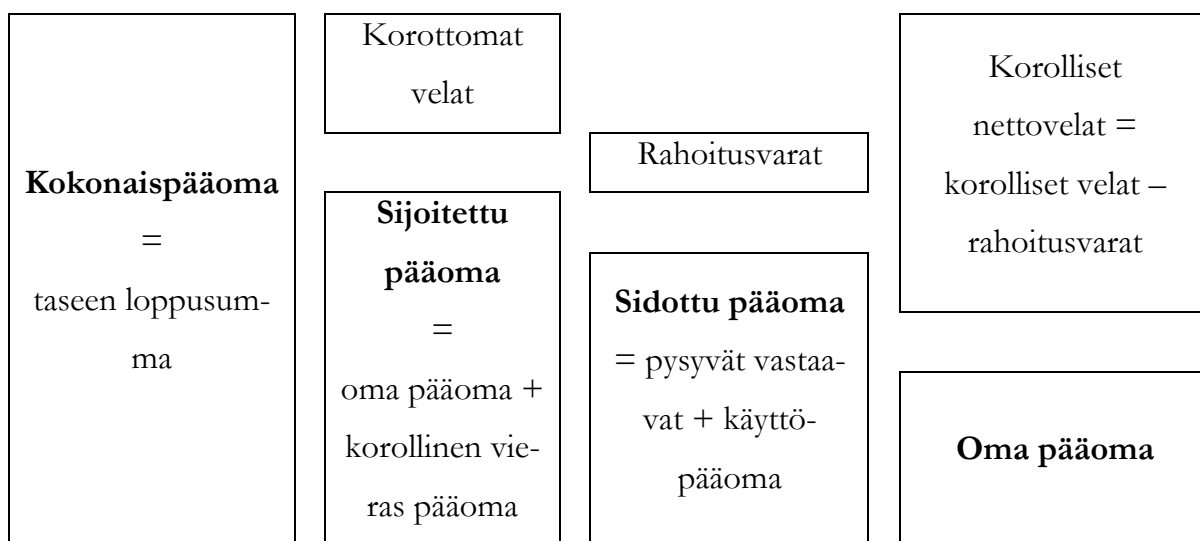 Kokonaispääoma
=
taseen loppusum-
ma
Korottomat
velat
Sijoitettu
pääoma
=
oma pääoma +
korollinen vie-
ras pääoma
Rahoitusvarat
Sidottu pääoma
= pysyvät vastaa-
vat + käyttö-
pääoma
Korolliset
nettovelat =
korolliset velat –
rahoitusvarat
Oma pääoma